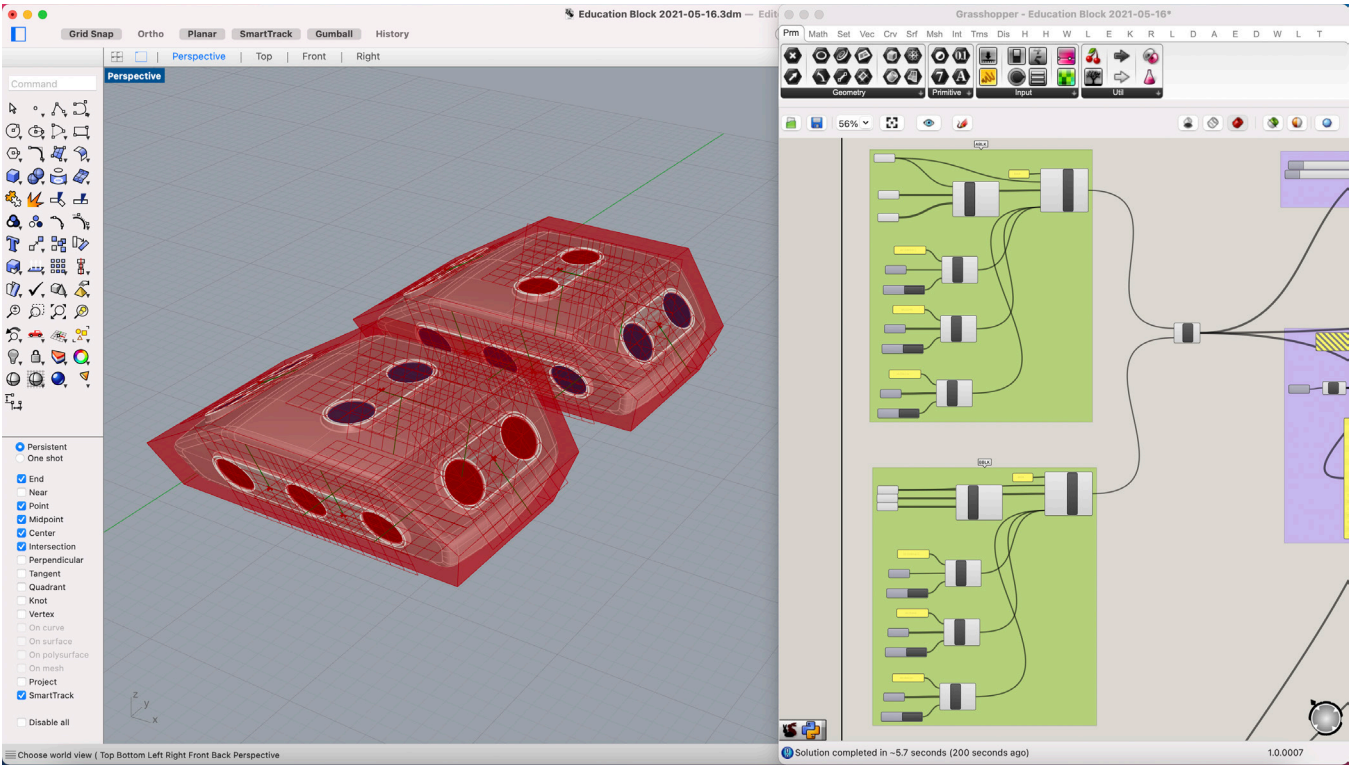 Education Block 2021-05-16.3dm — Edit
Grid Snap Ortho Planar SmartTrack Gumball History
Perspective | Top | Front | Right
Perspective
Command
Persistent
One shot
End
Near
Point
Midpoint
Center
Intersection
Perpendicular
Tangent
Quadrant
Knot
Vertex
On curve
On surface
On polysurface
On mesh
Project
SmartTrack
Disable all
z
y
x
Choose world view ( Top Bottom Left Right Front Back Perspective
Grasshopper - Education Block 2021-05-16*
Prm Math Set Vec Crv Srf Msh Int Trns Dis H H W L E K R L D A E D W L T
Geometry Primitive Input Util
56%
Solution completed in ~5.7 seconds (200 seconds ago)
1.0.0007